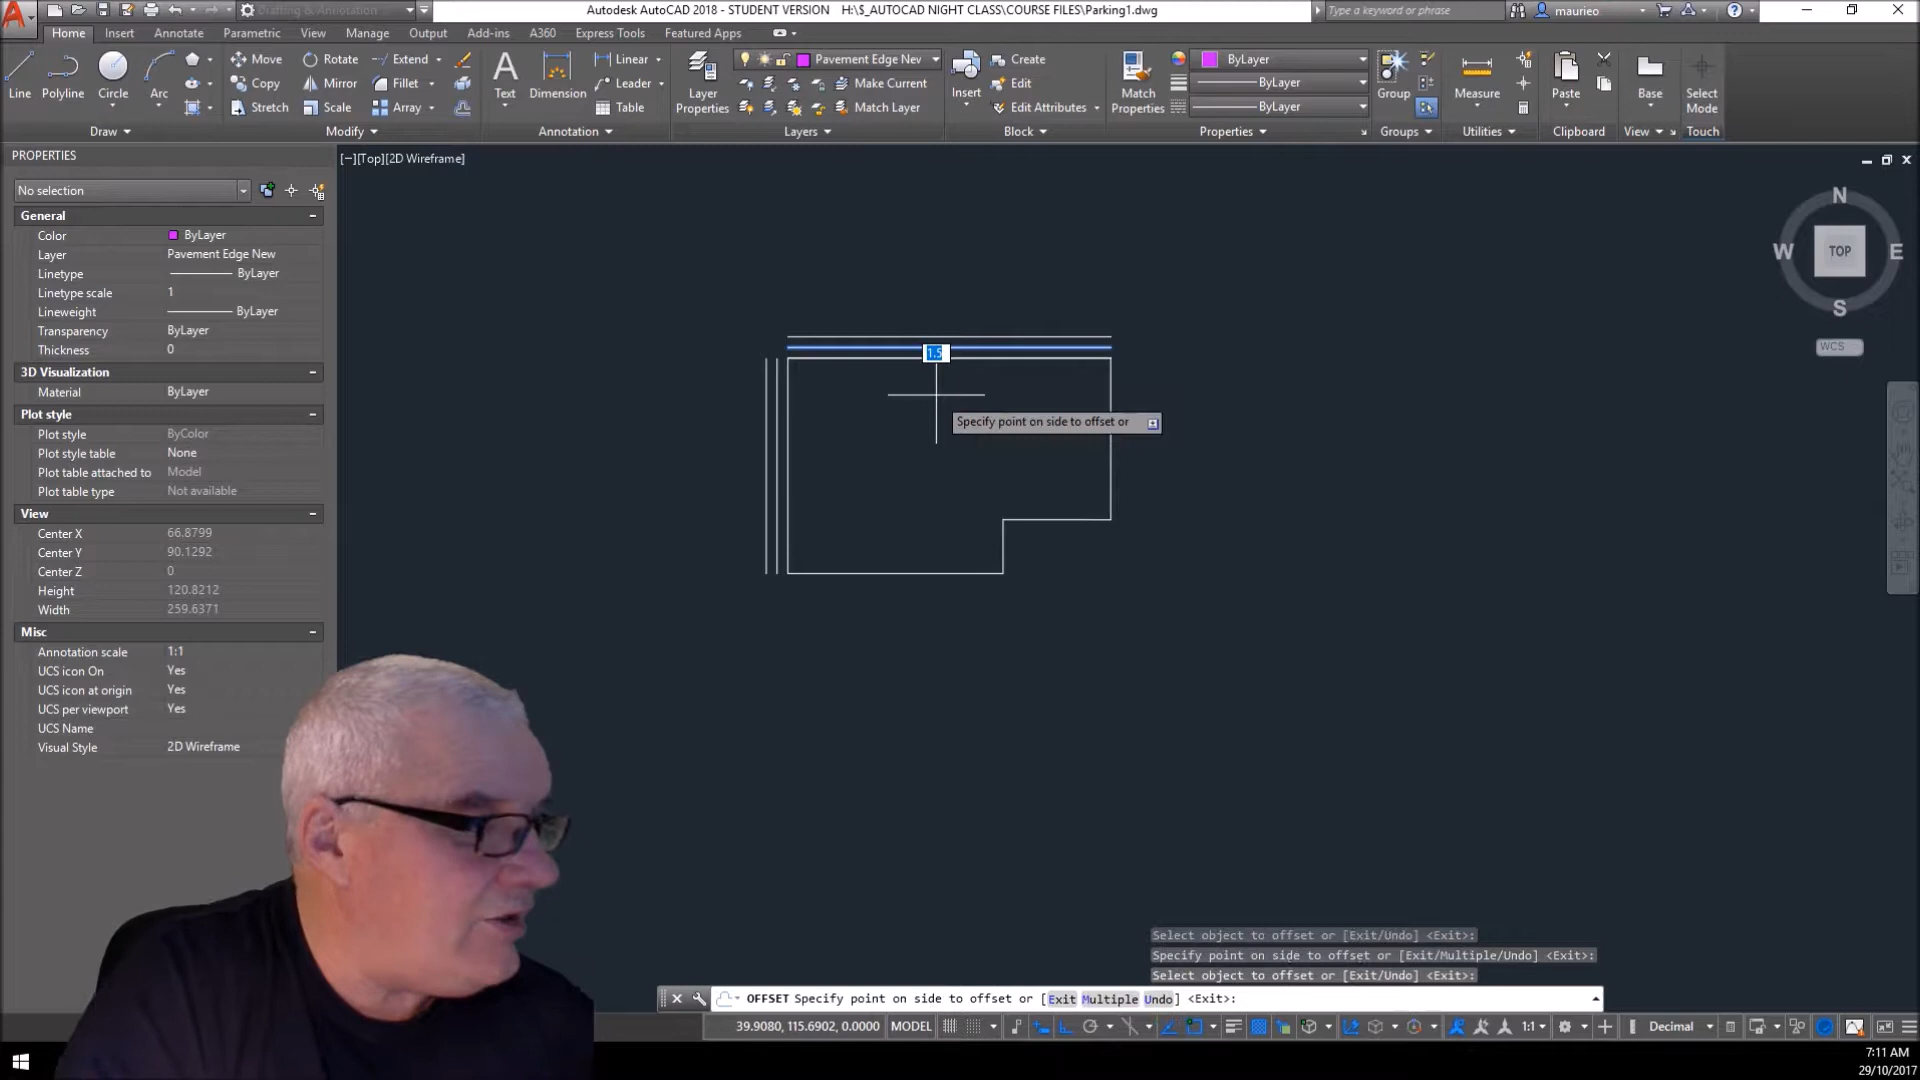 Drafting & Annotation
Autodesk AutoCAD 2018 - STUDENT VERSION H:\$_AUTOCAD NIGHT CLASS\COURSE FILES\Parking1.dwg
Type a keyword or phrase
maurieo
Home Insert Annotate Parametric View Manage Output Add-ins A360 Express Tools Featured Apps
Line Polyline Circle Arc
Move Rotate Extend
Copy Mirror Fillet
Stretch Scale Array
Text Dimension
Linear
Leader
Table
Layer Properties
Pavement Edge New
Make Current
Match Layer
Insert
Create
Edit
Edit Attributes
Match Properties
ByLayer
ByLayer
ByLayer
Group
Measure
Paste
Base
Select Mode
Draw Modify Annotation Layers Block Properties Groups Utilities Clipboard View Touch
PROPERTIES
[−][Top][2D Wireframe]
No selection
General
Color ByLayer
Layer Pavement Edge New
Linetype ByLayer
Linetype scale 1
Lineweight ByLayer
Transparency ByLayer
Thickness 0
3D Visualization
Material ByLayer
Plot style
Plot style ByColor
Plot style table None
Plot table attached to Model
Plot table type Not available
View
Center X 66.8799
Center Y 90.1292
Center Z 0
Height 120.8212
Width 259.6371
Misc
Annotation scale 1:1
UCS icon On Yes
UCS icon at origin Yes
UCS per viewport Yes
UCS Name
Visual Style 2D Wireframe
N
W TOP E
S
WCS
1.5
Specify point on side to offset or
Select object to offset or [Exit/Undo] <Exit>:
Specify point on side to offset or [Exit/Multiple/Undo] <Exit>:
Select object to offset or [Exit/Undo] <Exit>:
OFFSET Specify point on side to offset or [Exit Multiple Undo] <Exit>:
39.9080, 115.6902, 0.0000 MODEL 1:1 Decimal
7:11 AM
29/10/2017